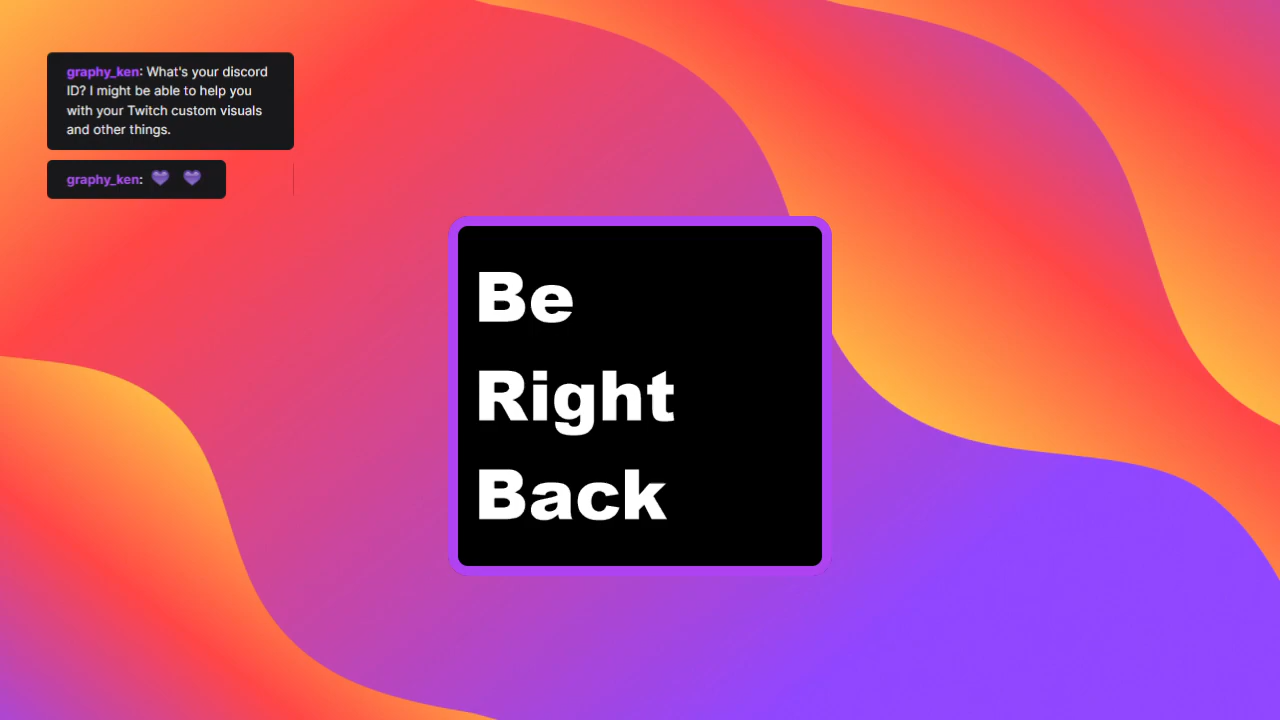 graphy_ken: What's your discord
ID? I might be able to help you
with your Twitch custom visuals
and other things.
graphy_ken: 💜 💜
Be
Right
Back